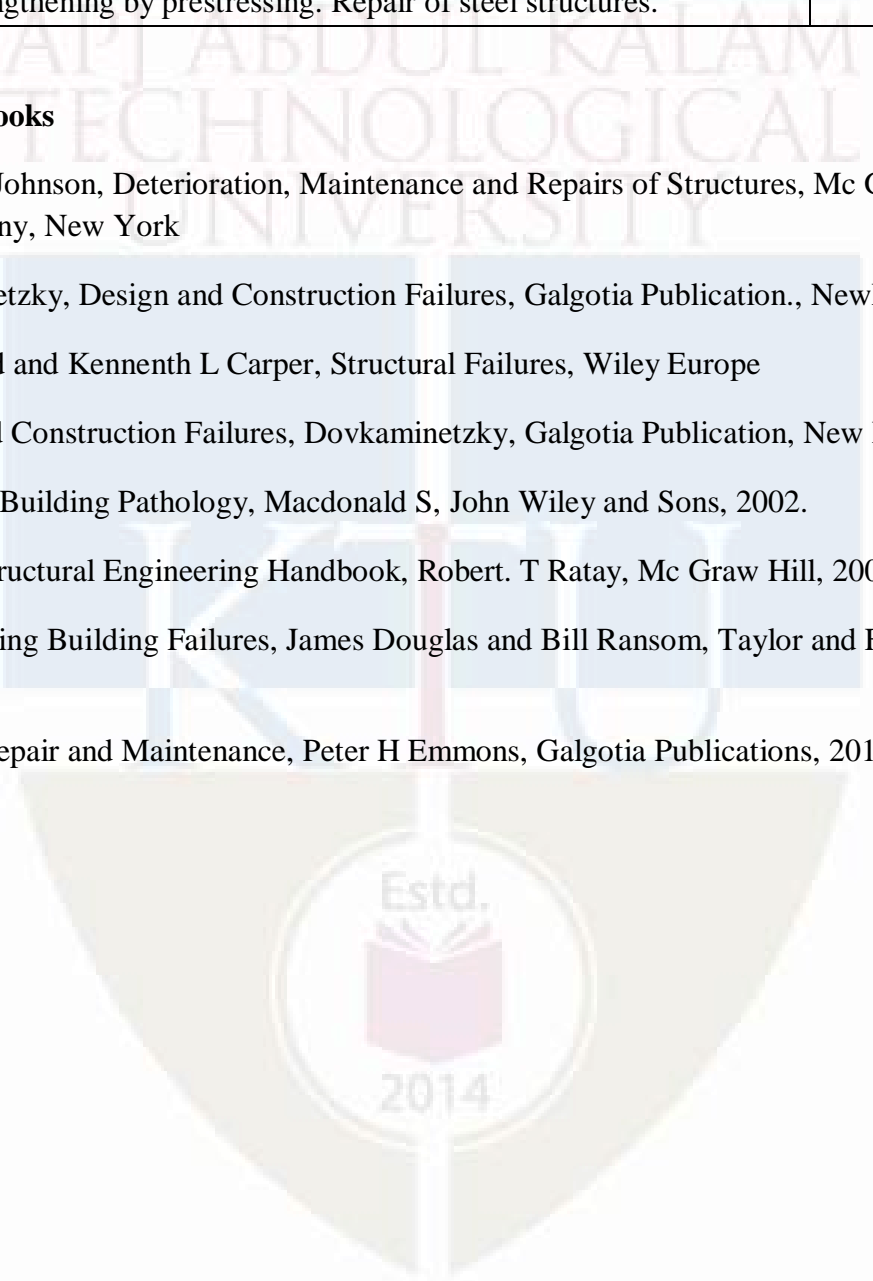 ngthening by prestressing. Repair of steel structures.
APJ ABDUL KALAM
TECHNOLOGICAL
UNIVERSITY
ooks
Johnson, Deterioration, Maintenance and Repairs of Structures, Mc
ny, New York
etzky, Design and Construction Failures, Galgotia Publication., New
d and Kennenth L Carper, Structural Failures, Wiley Europe
d Construction Failures, Dovkaminetzky, Galgotia Publication, New
Building Pathology, Macdonald S, John Wiley and Sons, 2002.
ructural Engineering Handbook, Robert. T Ratay, Mc Graw Hill, 200
ing Building Failures, James Douglas and Bill Ransom, Taylor and
KTU
epair and Maintenance, Peter H Emmons, Galgotia Publications, 201
Estd.
2014